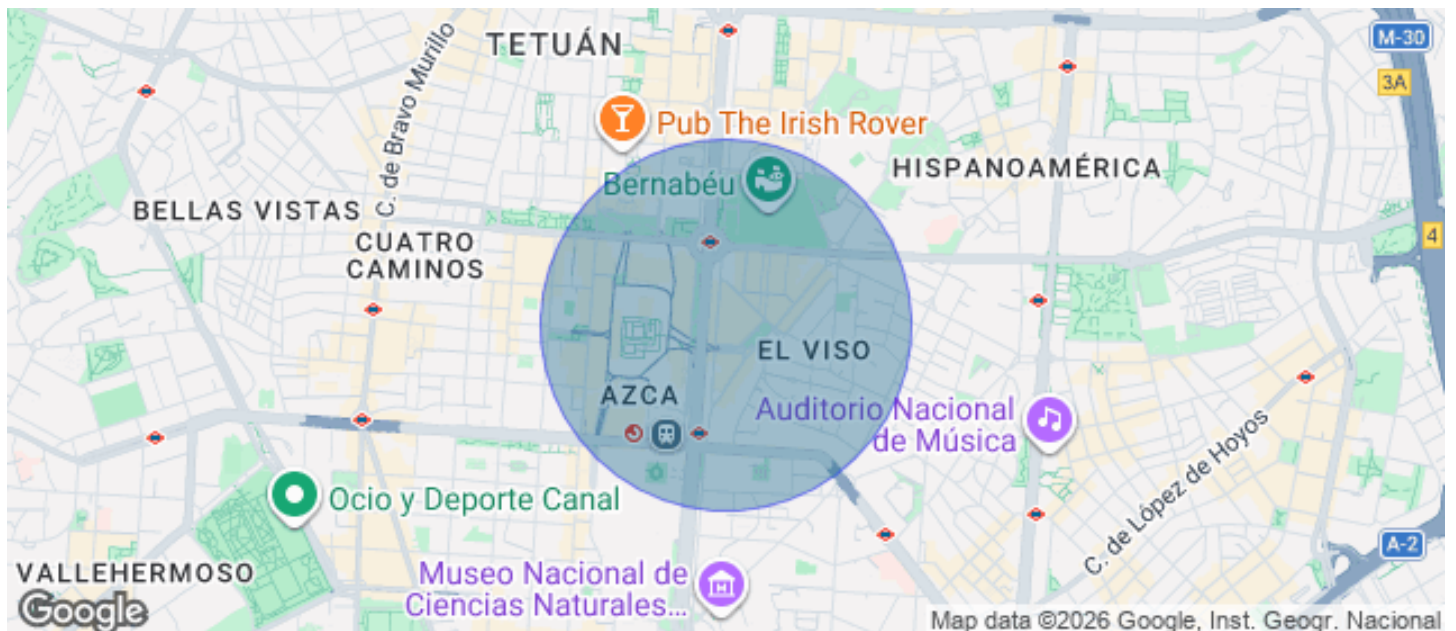 M-30
TETUÁN
3A
C. de Bravo Murillo
Pub The Irish Rover
HISPANOAMÉRICA
Bernabéu
BELLAS VISTAS
CUATRO
CAMINOS
4
EL VISO
AZCA
Auditorio Nacional
de Música
C. de López de Hoyos
Ocio y Deporte Canal
A-2
VALLEHERMOSO
Museo Nacional de
Ciencias Naturales...
Google
Map data ©2026 Google, Inst. Geogr. Nacional